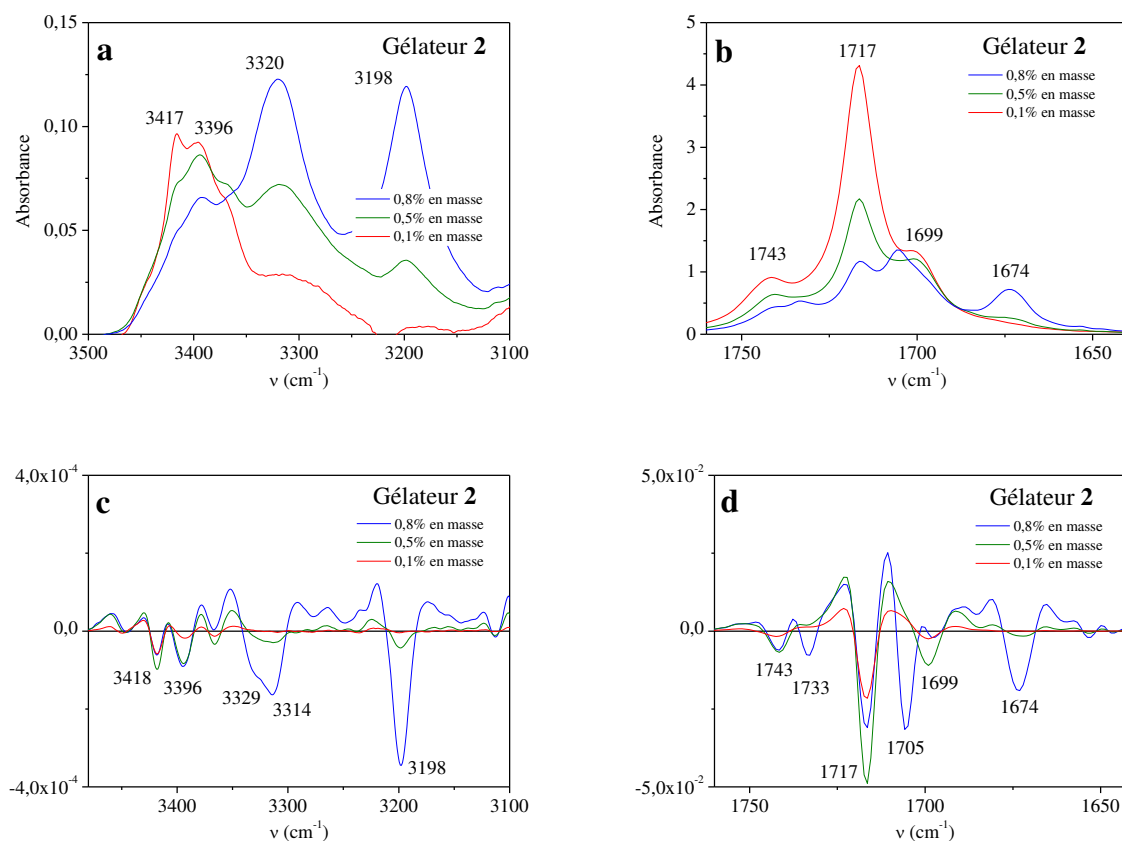 a
Gélateur 2
3417
3396
3320
3198
0,8% en masse
0,5% en masse
0,1% en masse
0,15
0,10
0,05
0,00
Absorbance
3500
3400
3300
3200
3100
ν (cm-1)
b
Gélateur 2
1717
1743
1699
1674
0,8% en masse
0,5% en masse
0,1% en masse
5
4
3
2
1
0
Absorbance
1750
1700
1650
ν (cm-1)
c
Gélateur 2
0,8% en masse
0,5% en masse
0,1% en masse
4,0x10-4
0,0
-4,0x10-4
3418
3396
3329
3314
3198
3400
3300
3200
3100
ν (cm-1)
d
Gélateur 2
0,8% en masse
0,5% en masse
0,1% en masse
5,0x10-2
0,0
-5,0x10-2
1743
1733
1717
1705
1699
1674
1750
1700
1650
ν (cm-1)